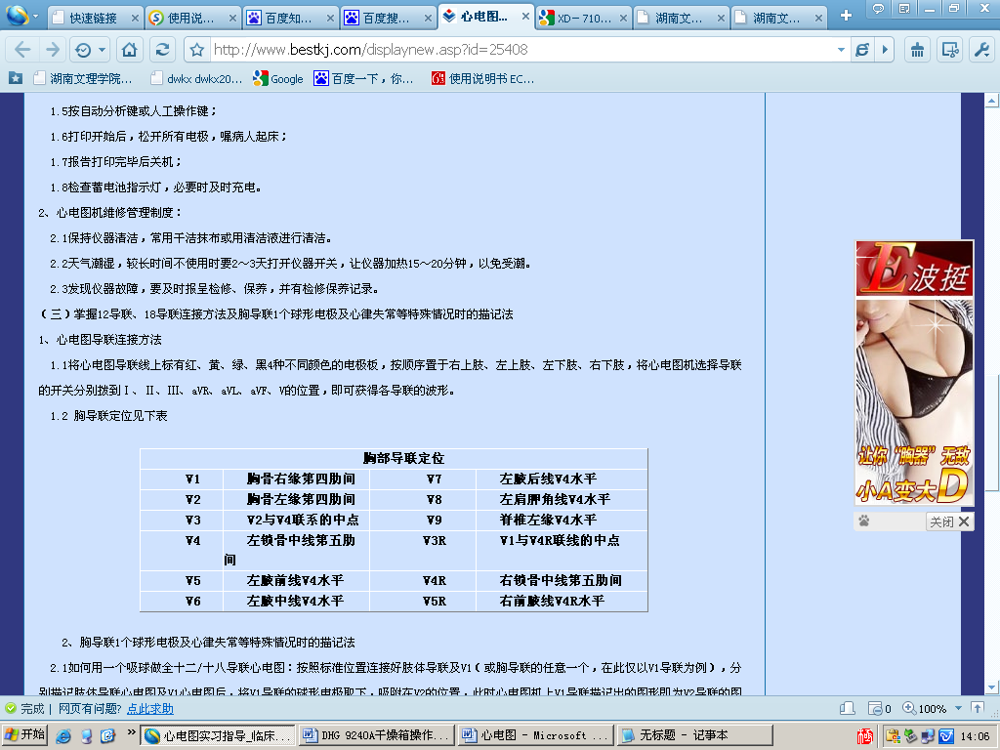 快速链接
使用说...
百度知...
百度搜...
心电图...
XD-710...
湖南文...
湖南文...
http://www.bestkj.com/displaynew.asp?id=25408
湖南文理学院...
dwkx dwkx20...
Google
百度一下，你...
使用说明书 EC...
1.5按自动分析键或人工操作键；
1.6打印开始后，松开所有电极，嘱病人起床；
1.7报告打印完毕后关机；
1.8检查蓄电池指示灯，必要时及时充电。
2、心电图机维修管理制度：
2.1保持仪器清洁，常用干洁抹布或用清洁液进行清洁。
2.2天气潮湿，较长时间不使用时要2～3天打开仪器开关，让仪器加热15～20分钟，以免受潮。
2.3发现仪器故障，要及时报呈检修、保养，并有检修保养记录。
（三）掌握12导联、18导联连接方法及胸导联1个球形电极及心律失常等特殊情况时的描记法
1、心电图导联连接方法
1.1将心电图导联线上标有红、黄、绿、黑4种不同颜色的电极板，按顺序置于右上肢、左上肢、左下肢、右下肢，将心电图机选择导联
的开关分别拨到Ⅰ、Ⅱ、Ⅲ、aVR、aVL、aVF、V的位置，即可获得各导联的波形。
1.2 胸导联定位见下表
胸部导联定位
V1 胸骨右缘第四肋间 V7 左腋后线V4水平
V2 胸骨左缘第四肋间 V8 左肩胛角线V4水平
V3 V2与V4联系的中点 V9 脊椎左缘V4水平
V4 左锁骨中线第五肋 V3R V1与V4R联线的中点
间
V5 左腋前线V4水平 V4R 右锁骨中线第五肋间
V6 左腋中线V4水平 V5R 右前腋线V4R水平
2、胸导联1个球形电极及心律失常等特殊情况时的描记法
2.1如何用一个吸球做全十二/十八导联心电图：按照标准位置连接好肢体导联及V1（或胸导联的任意一个，在此仅以V1导联为例），分
别描记肢体导联心电图及V1心电图后，将V1导联的球形电极取下，吸附在V2的位置，此时心电图机上V1导联描记出的图形即为V2导联的图
E波挺
让你“胸器”无敌
小A变大D
关闭
完成 | 网页有问题? 点此求助
0
100%
开始
心电图实习指导_临床...
DHG 9240A干燥箱操作...
心电图 - Microsoft ...
无标题 - 记事本
14:06